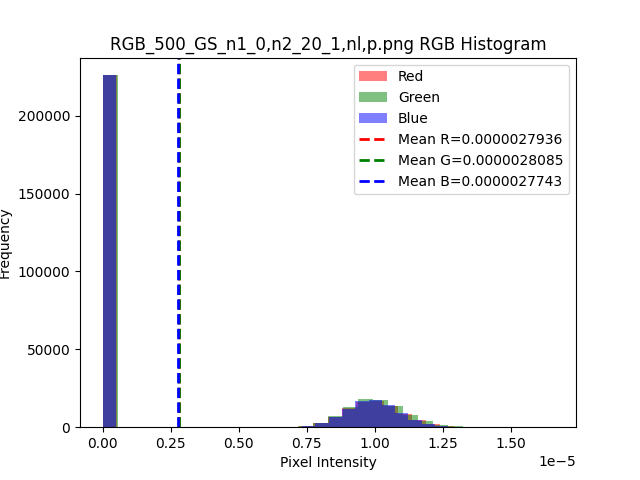 RGB_500_GS_n1_0,n2_20_1,nl,p.png RGB Histogram
Red
Green
Blue
Mean R=0.0000027936
Mean G=0.0000028085
Mean B=0.0000027743
Frequency
200000
150000
100000
50000
0
0.00 0.25 0.50 0.75 1.00 1.25 1.50
Pixel Intensity
1e−5